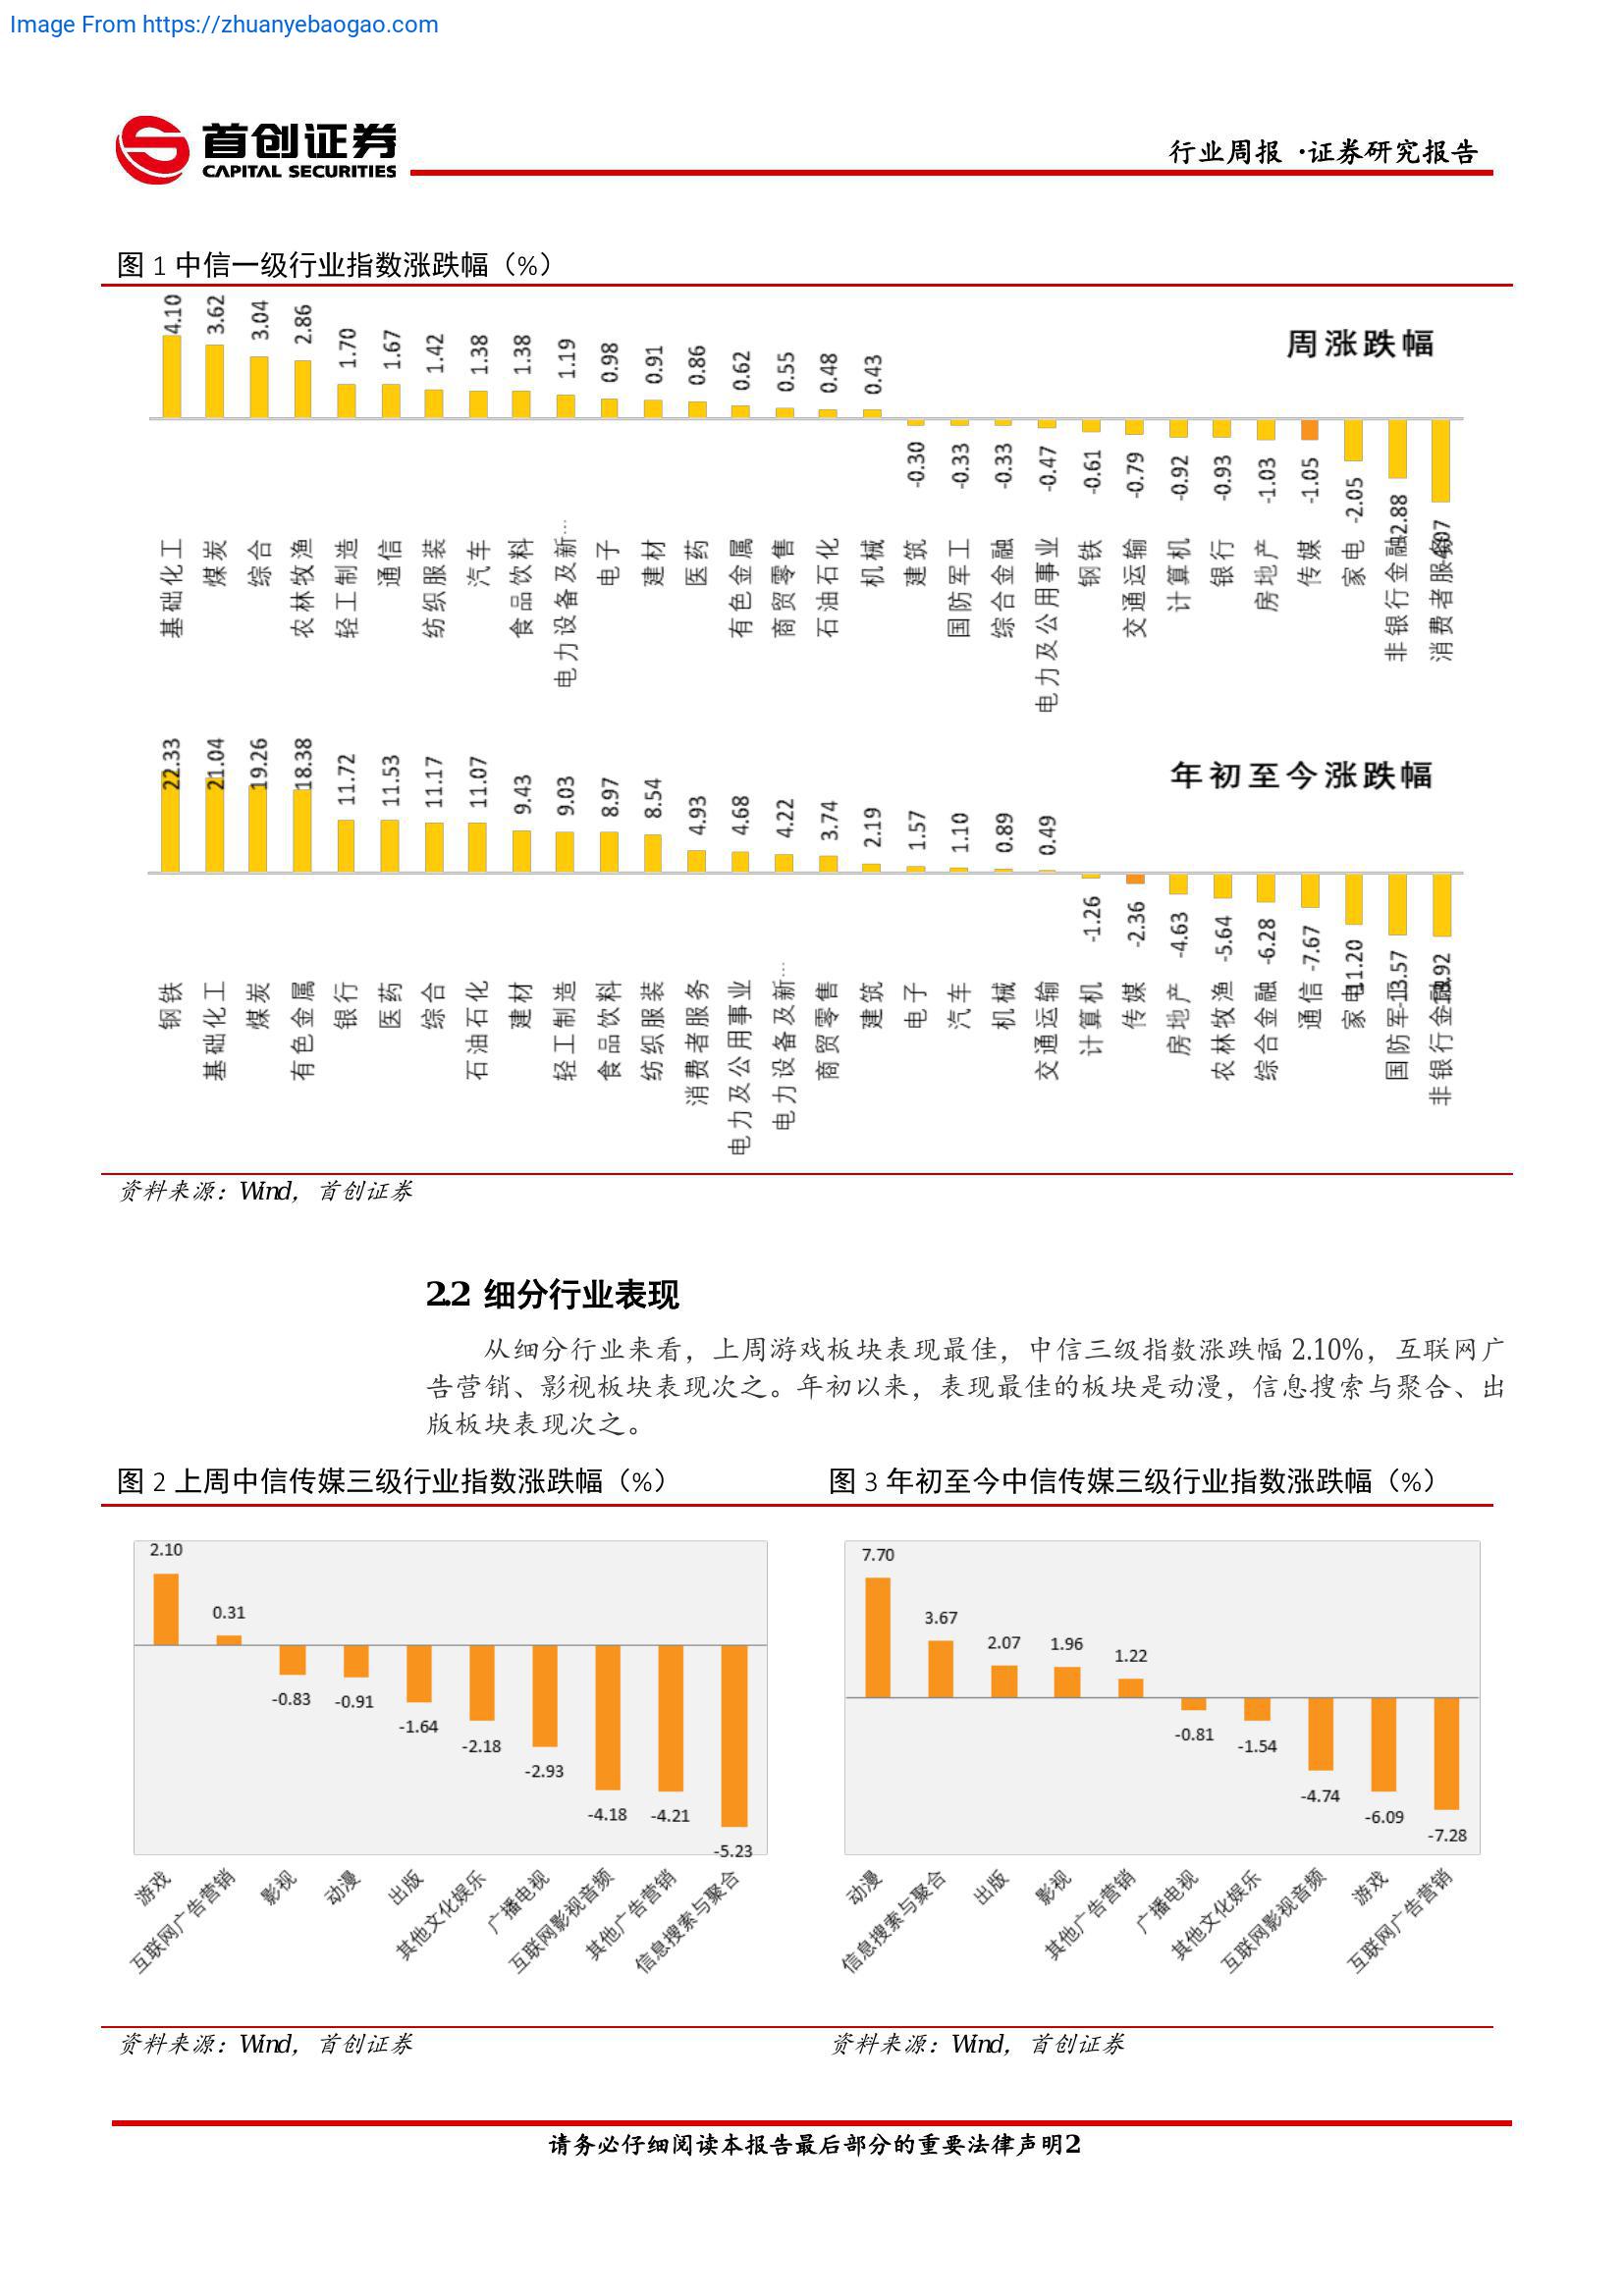 Image From https://zhuanyebaogao.com
首创证券
CAPITAL SECURITIES
行业周报 ·证券研究报告
图 1 中信一级行业指数涨跌幅（%）
周涨跌幅
4.10 3.62 3.04 2.86 1.70 1.67 1.42 1.38 1.38 1.19 0.98 0.91 0.86 0.62 0.55 0.48 0.43 -0.30 -0.33 -0.33 -0.47 -0.61 -0.79 -0.92 -0.93 -1.03 -1.05 -2.05 -2.88 -4.07
基础化工 煤炭 综合 农林牧渔 轻工制造 通信 纺织服装 汽车 食品饮料 电力设备及新… 电子 建材 医药 有色金属 商贸零售 石油石化 机械 建筑 国防军工 综合金融 电力及公用事业 钢铁 交通运输 计算机 银行 房地产 传媒 家电 非银行金融 消费者服务
年初至今涨跌幅
22.33 21.04 19.26 18.38 11.72 11.53 11.17 11.07 9.43 9.03 8.97 8.54 4.93 4.68 4.22 3.74 2.19 1.57 1.10 0.89 0.49 -1.26 -2.36 -4.63 -5.64 -6.28 -7.67 -11.20 -13.57 -13.92
钢铁 基础化工 煤炭 有色金属 银行 医药 综合 石油石化 建材 轻工制造 食品饮料 纺织服装 消费者服务 电力及公用事业 电力设备及新… 商贸零售 建筑 电子 汽车 机械 交通运输 计算机 传媒 房地产 农林牧渔 综合金融 通信 家电 国防军工 非银行金融
资料来源：Wind，首创证券
2.2 细分行业表现
从细分行业来看，上周游戏板块表现最佳，中信三级指数涨跌幅 2.10%，互联网广
告营销、影视板块表现次之。年初以来，表现最佳的板块是动漫，信息搜索与聚合、出
版板块表现次之。
图 2 上周中信传媒三级行业指数涨跌幅（%）
2.10 0.31 -0.83 -0.91 -1.64 -2.18 -2.93 -4.18 -4.21 -5.23
游戏 互联网广告营销 影视 动漫 出版 其他文化娱乐 广播电视 互联网影视音频 其他广告营销 信息搜索与聚合
资料来源：Wind，首创证券
图 3 年初至今中信传媒三级行业指数涨跌幅（%）
7.70 3.67 2.07 1.96 1.22 -0.81 -1.54 -4.74 -6.09 -7.28
动漫 信息搜索与聚合 出版 影视 其他广告营销 广播电视 其他文化娱乐 互联网影视音频 游戏 互联网广告营销
资料来源：Wind，首创证券
请务必仔细阅读本报告最后部分的重要法律声明2